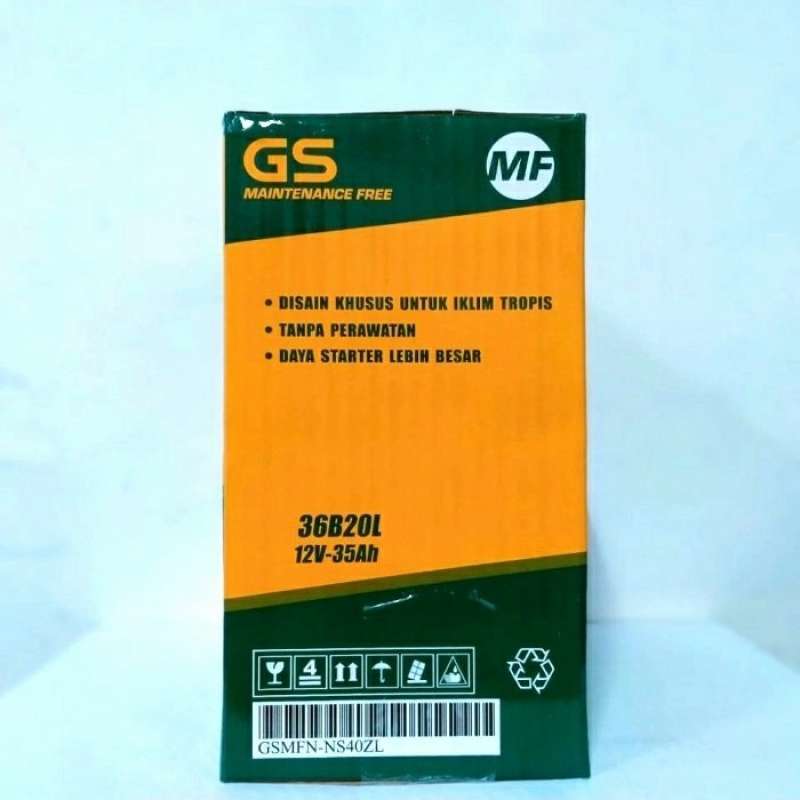 GS
MAINTENANCE FREE
MF
• DISAIN KHUSUS UNTUK IKLIM TROPIS
• TANPA PERAWATAN
• DAYA STARTER LEBIH BESAR
36B20L
12V-35Ah
4
GSMFN-NS40ZL